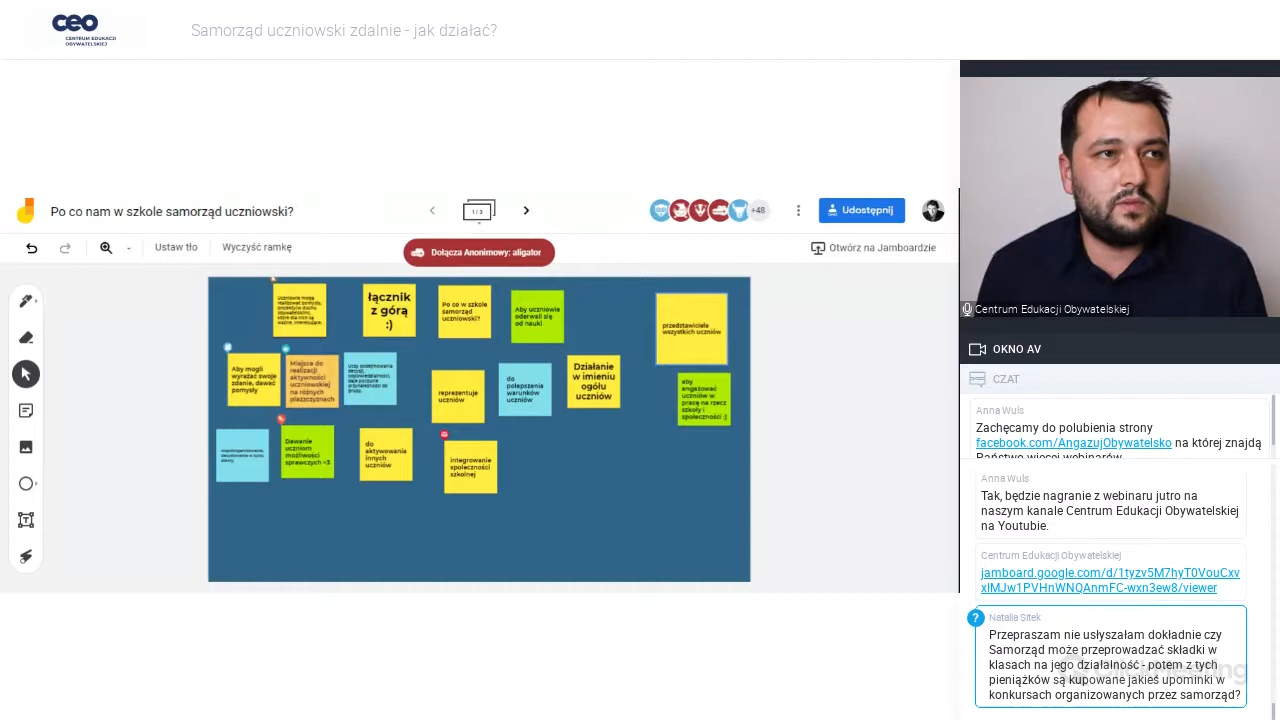 ceo
CENTRUM EDUKACJI
OBYWATELSKIEJ
Samorząd uczniowski zdalnie - jak działać?
Po co nam w szkole samorząd uczniowski?
1 / 3
+48
Udostępnij
Ustaw tło
Wyczyść ramkę
Dołącza Anonimowy: aligator
Otwórz na Jamboardzie
łącznik
z górą
:)
Po co w szkole
samorząd
uczniowski?
Aby uczniowie
oderwali się
od nauki
przedstawiciele
wszystkich uczniów
Aby mogli
wyrażać swoje
zdanie, dawać
pomysły
Miejsce do
realizacji
aktywności
uczniowskiej
na różnych
płaszczyznach
reprezentuje
uczniów
do
polepszenia
warunków
uczniów
Działanie
w imieniu
ogółu
uczniów
aby
angażować
uczniów w
pracę na rzecz
szkoły i
społeczności :)
Dawanie
uczniom
możliwości
sprawczych <3
do
aktywowania
innych
uczniów
integrowanie
społeczności
szkolnej
Centrum Edukacji Obywatelskiej
OKNO AV
CZAT
Anna Wuls
Zachęcamy do polubienia strony
facebook.com/AngazujObywatelsko na której znajdą
Państwo więcej webinarów
Anna Wuls
Tak, będzie nagranie z webinaru jutro na
naszym kanale Centrum Edukacji Obywatelskiej
na Youtubie.
Centrum Edukacji Obywatelskiej
jamboard.google.com/d/1tyzv5M7hyT0VouCxv
xlMJw1PVHnWNQAnmFC-wxn3ew8/viewer
?
Natalia Sitek
Przepraszam nie usłyszałam dokładnie czy
Samorząd może przeprowadzać składki w
klasach na jego działalność - potem z tych
pieniążków są kupowane jakieś upominki w
konkursach organizowanych przez samorząd?
ClickMeeting